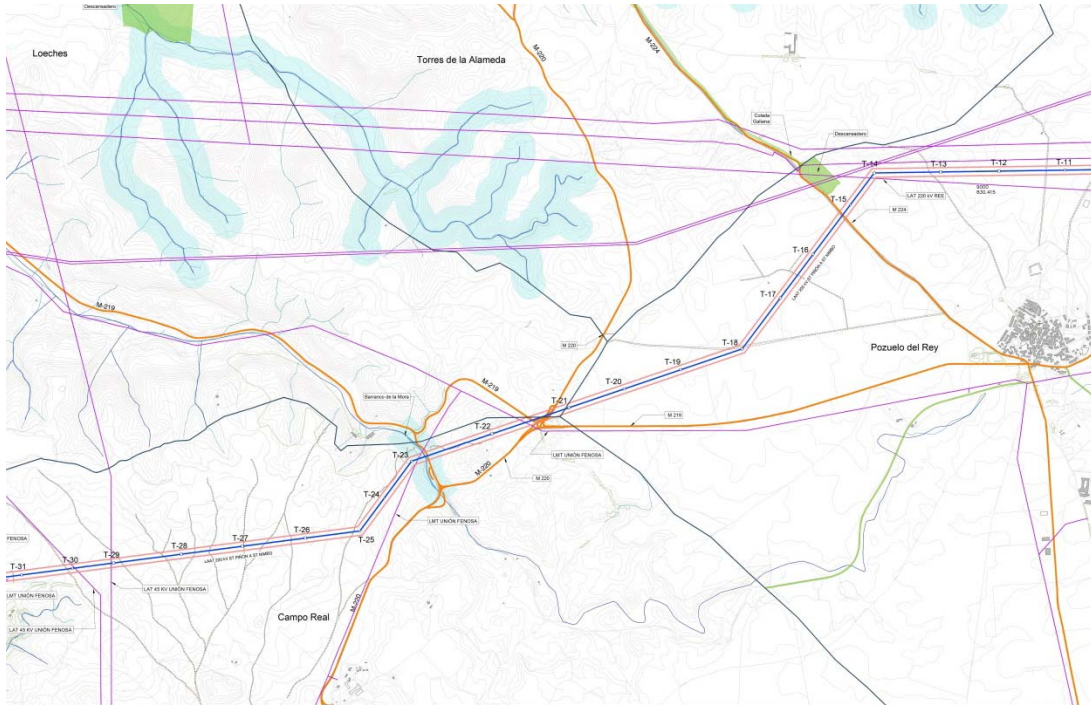 Descansadero
Loeches
Torres de la Alameda
M-220
M-224
Colada
Galiana
Descansadero
T-14
T-13
T-12
T-11
LAT 220 kV REE
T-15
M 224
T-16
T-17
M-219
M 220
T-18
Pozuelo del Rey
T-19
M-219
T-20
Barranco de la Mora
T-21
T-22
LMT UNIÓN FENOSA
M-220
M 220
T-23
T-24
LMT UNIÓN FENOSA
T-25
T-26
T-27
T-28
T-29
T-30
T-31
FENOSA
LAT 45 KV UNIÓN FENOSA
LMT UNIÓN FENOSA
LAT 45 KV UNIÓN FENOSA
M-220
Campo Real